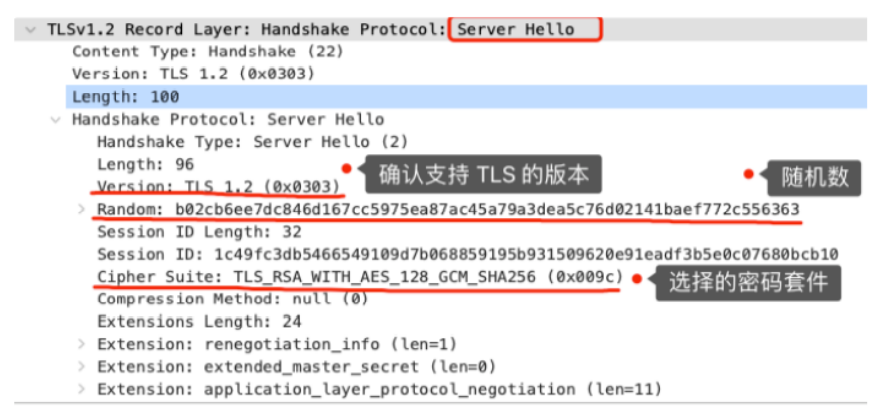 TLSv1.2 Record Layer: Handshake Protocol: Server Hello
Content Type: Handshake (22)
Version: TLS 1.2 (0x0303)
Length: 100
Handshake Protocol: Server Hello
Handshake Type: Server Hello (2)
Length: 96
确认支持 TLS 的版本
随机数
Version: TLS 1.2 (0x0303)
Random: b02cb6ee7dc846d167cc5975ea87ac45a79a3dea5c76d02141baef772c556363
Session ID Length: 32
Session ID: 1c49fc3db5466549109d7b068859195b931509620e91eadf3b5e0c07680bcb10
Cipher Suite: TLS_RSA_WITH_AES_128_GCM_SHA256 (0x009c)
选择的密码套件
Compression Method: null (0)
Extensions Length: 24
Extension: renegotiation_info (len=1)
Extension: extended_master_secret (len=0)
Extension: application_layer_protocol_negotiation (len=11)